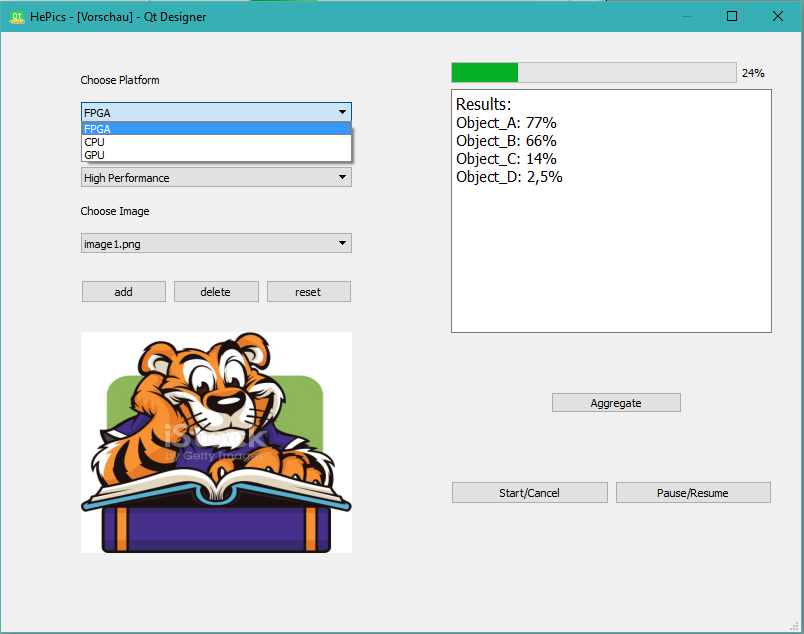 HePics - [Vorschau] - Qt Designer
Choose Platform
FPGA
FPGA
CPU
GPU
High Performance
Choose Image
image1.png
add
delete
reset
iStock
by Getty Images
24%
Results:
Object_A: 77%
Object_B: 66%
Object_C: 14%
Object_D: 2,5%
Aggregate
Start/Cancel
Pause/Resume